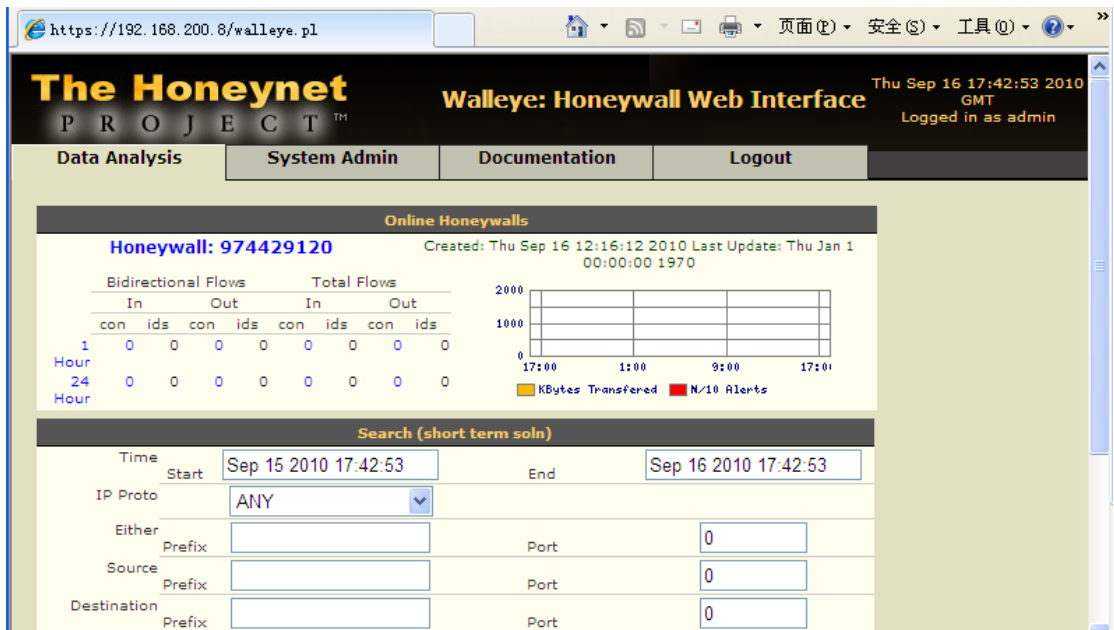 https://192.168.200.8/walleye.pl
页面(P) 安全(S) 工具(O) »
The Honeynet
PROJECT™
Walleye: Honeywall Web Interface
Thu Sep 16 17:42:53 2010
GMT
Logged in as admin
Data Analysis System Admin Documentation Logout
Online Honeywalls
Honeywall: 974429120
Created: Thu Sep 16 12:16:12 2010 Last Update: Thu Jan 1
00:00:00 1970
Bidirectional Flows Total Flows
In Out In Out
con ids con ids con ids con ids
1 Hour 0 0 0 0 0 0 0 0
24 Hour 0 0 0 0 0 0 0 0
2000
1000
0
17:00 1:00 9:00 17:0
KBytes Transfered N/10 Alerts
Search (short term soln)
Time Start Sep 15 2010 17:42:53 End Sep 16 2010 17:42:53
IP Proto ANY
Either Prefix Port 0
Source Prefix Port 0
Destination Prefix Port 0